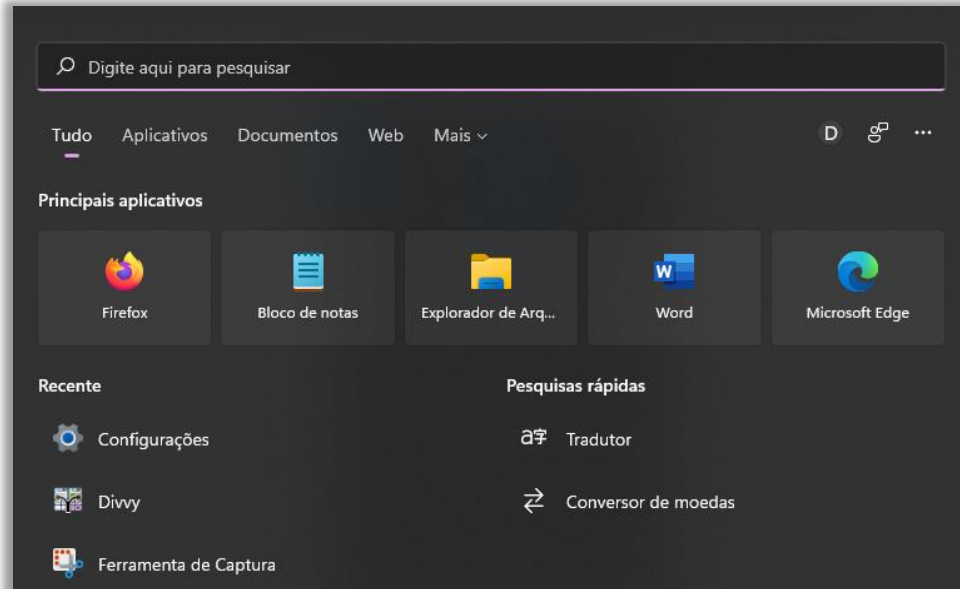 Digite aqui para pesquisar
Tudo Aplicativos Documentos Web Mais D ...
Principais aplicativos
Firefox Bloco de notas Explorador de Arq... Word Microsoft Edge
Recente Pesquisas rápidas
Configurações Tradutor
Divvy Conversor de moedas
Ferramenta de Captura